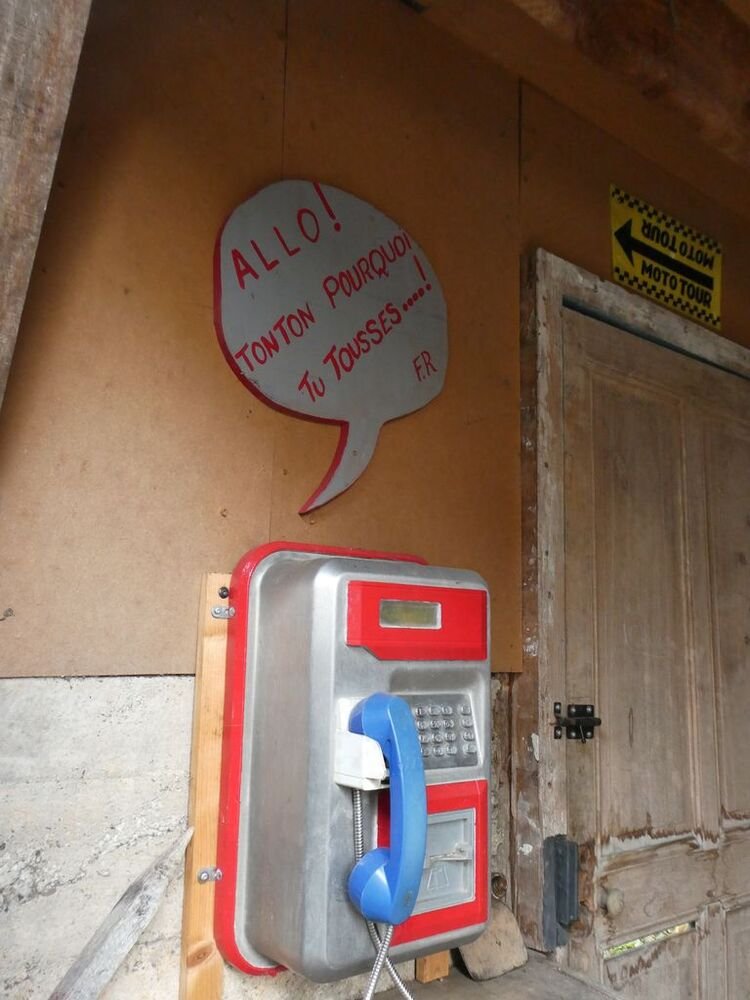 ALLO!
TONTON POURQUOI
TU TOUSSES.....!
F.R
MOTO TOUR
MOTO TOUR